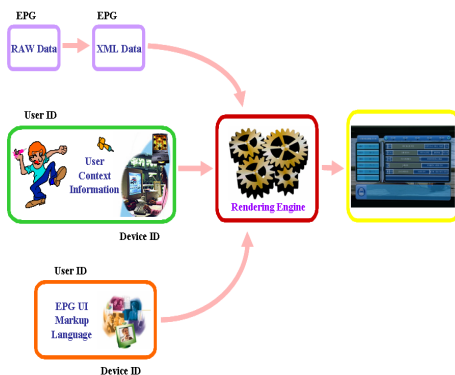 EPG
EPG
RAW Data
XML Data
User ID
User
Context
Information
Device ID
Rendering Engine
User ID
EPG UI
Markup
Language
Device ID